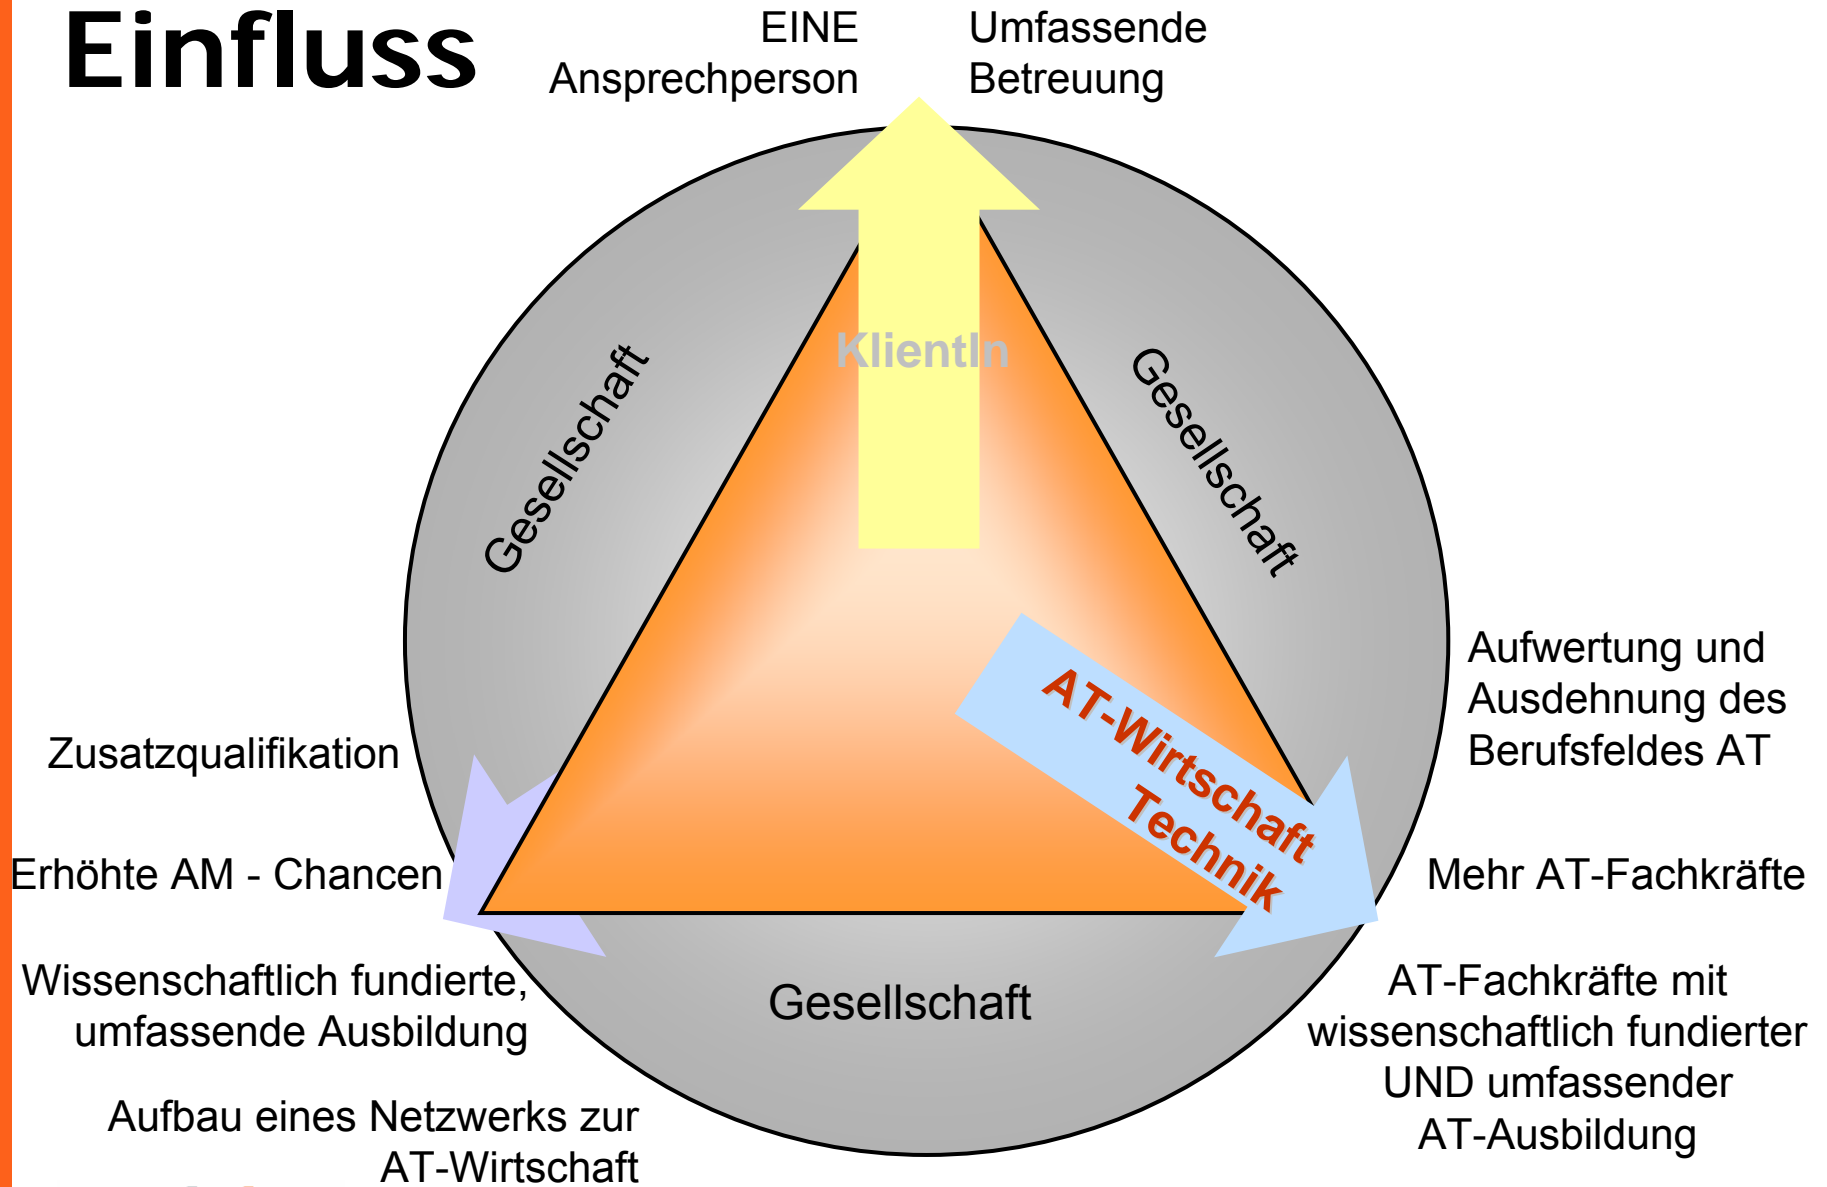 Einfluss
EINE
Ansprechperson
Umfassende
Betreuung
KlientIn
Gesellschaft
Gesellschaft
AT-Wirtschaft
Technik
Aufwertung und
Ausdehnung des
Berufsfeldes AT
Zusatzqualifikation
Erhöhte AM - Chancen
Mehr AT-Fachkräfte
Wissenschaftlich fundierte,
umfassende Ausbildung
Gesellschaft
AT-Fachkräfte mit
wissenschaftlich fundierter
UND umfassender
AT-Ausbildung
Aufbau eines Netzwerks zur
AT-Wirtschaft